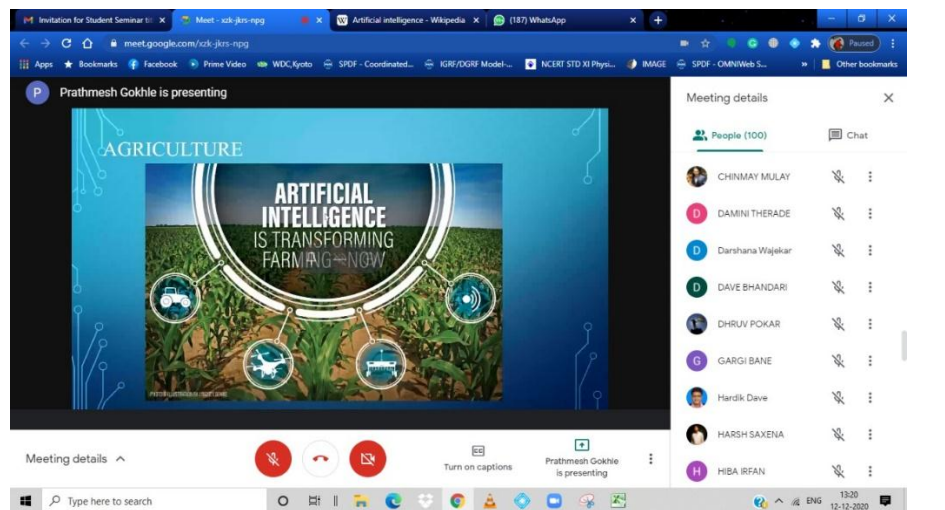 Invitation for Student Seminar tit
Meet - xzk-jkrs-npg
Artificial intelligence - Wikipedia
(187) WhatsApp
meet.google.com/xzk-jkrs-npg
Paused
Apps
Bookmarks
Facebook
Prime Video
WDC,Kyoto
SPDF - Coordinated...
IGRF/DGRF Model-...
NCERT STD XI Physi...
IMAGE
SPDF - OMNIWeb S...
Other bookmarks
P
Prathmesh Gokhle is presenting
AGRICULTURE
ARTIFICIAL
INTELLIGENCE
IS TRANSFORMING
FARMING—NOW
Meeting details
People (100)
Chat
CHINMAY MULAY
D DAMINI THERADE
D Darshana Wajekar
D DAVE BHANDARI
DHRUV POKAR
G GARGI BANE
Hardik Dave
HARSH SAXENA
H HIBA IRFAN
Meeting details
CC
Turn on captions
Prathmesh Gokhle
is presenting
Type here to search
ENG
13:20
12-12-2020